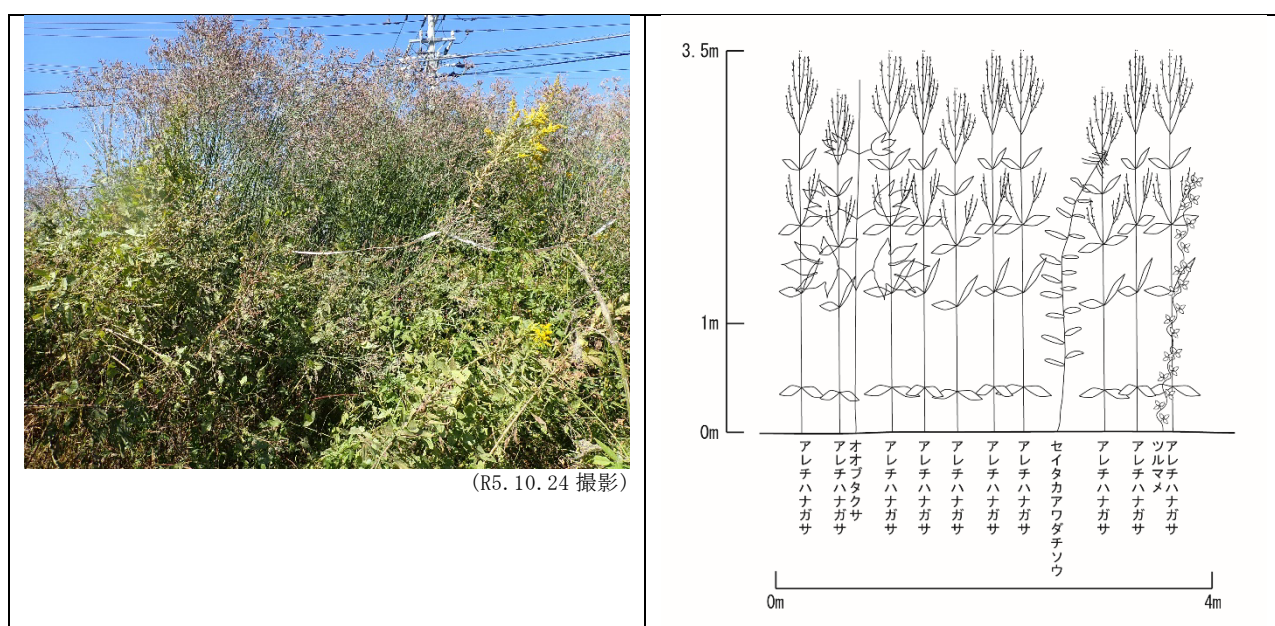 (R5.10.24 撮影)
3.5m
1m
0m
アレチハナガサ
アレチハナガサ
オオブタクサ
アレチハナガサ
アレチハナガサ
アレチハナガサ
アレチハナガサ
アレチハナガサ
セイタカアワダチソウ
アレチハナガサ
アレチハナガサ
ツルマメ
アレチハナガサ
0m
4m